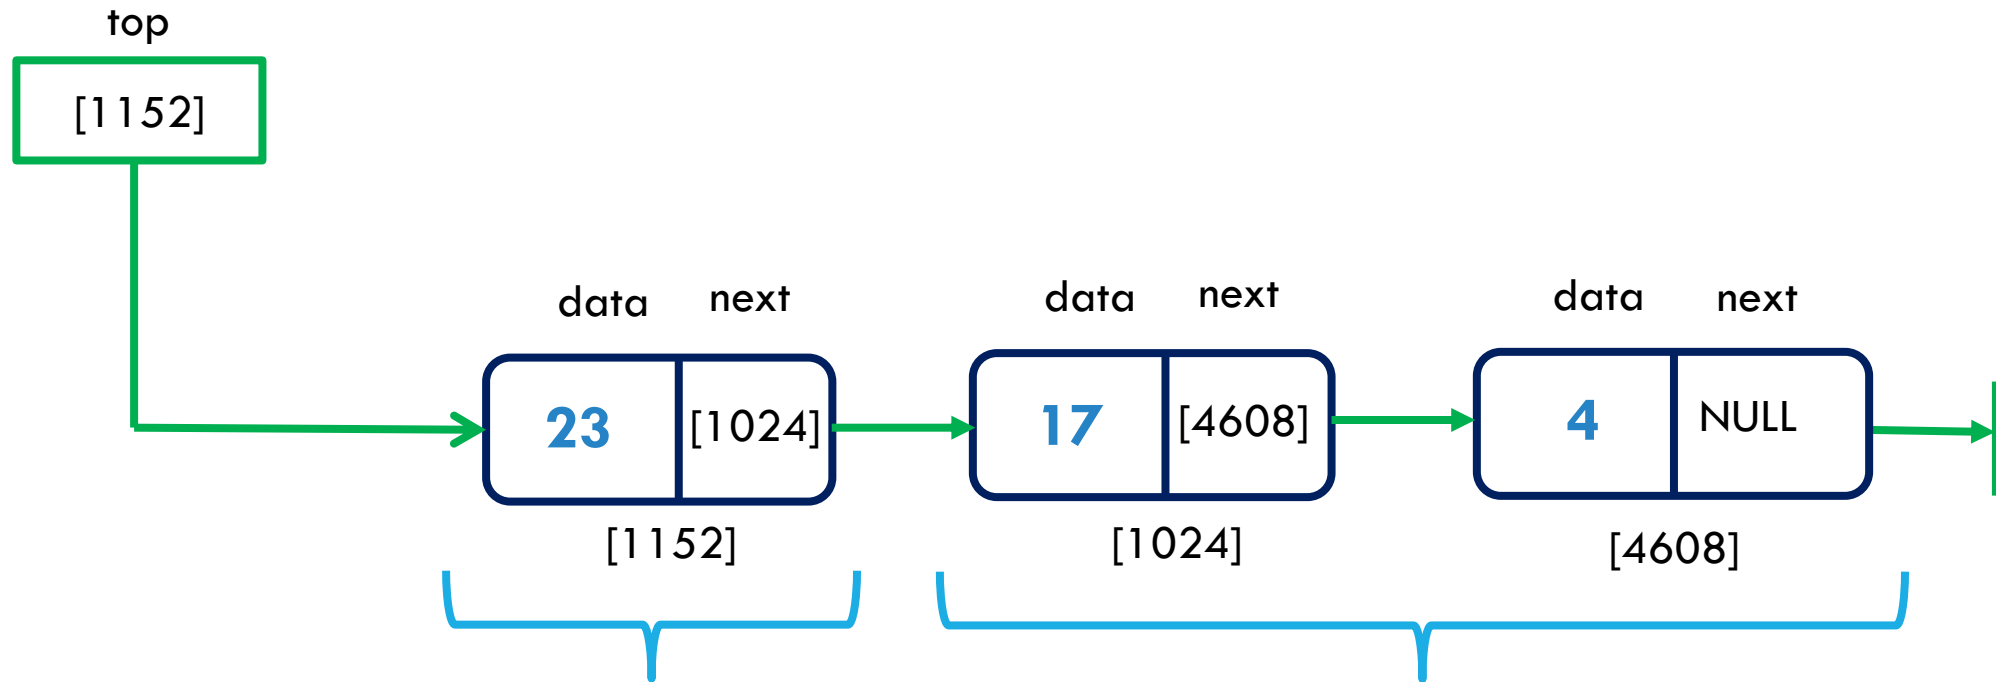 top
[1152]
data next data next data next
23 [1024] 17 [4608] 4 NULL
[1152] [1024] [4608]